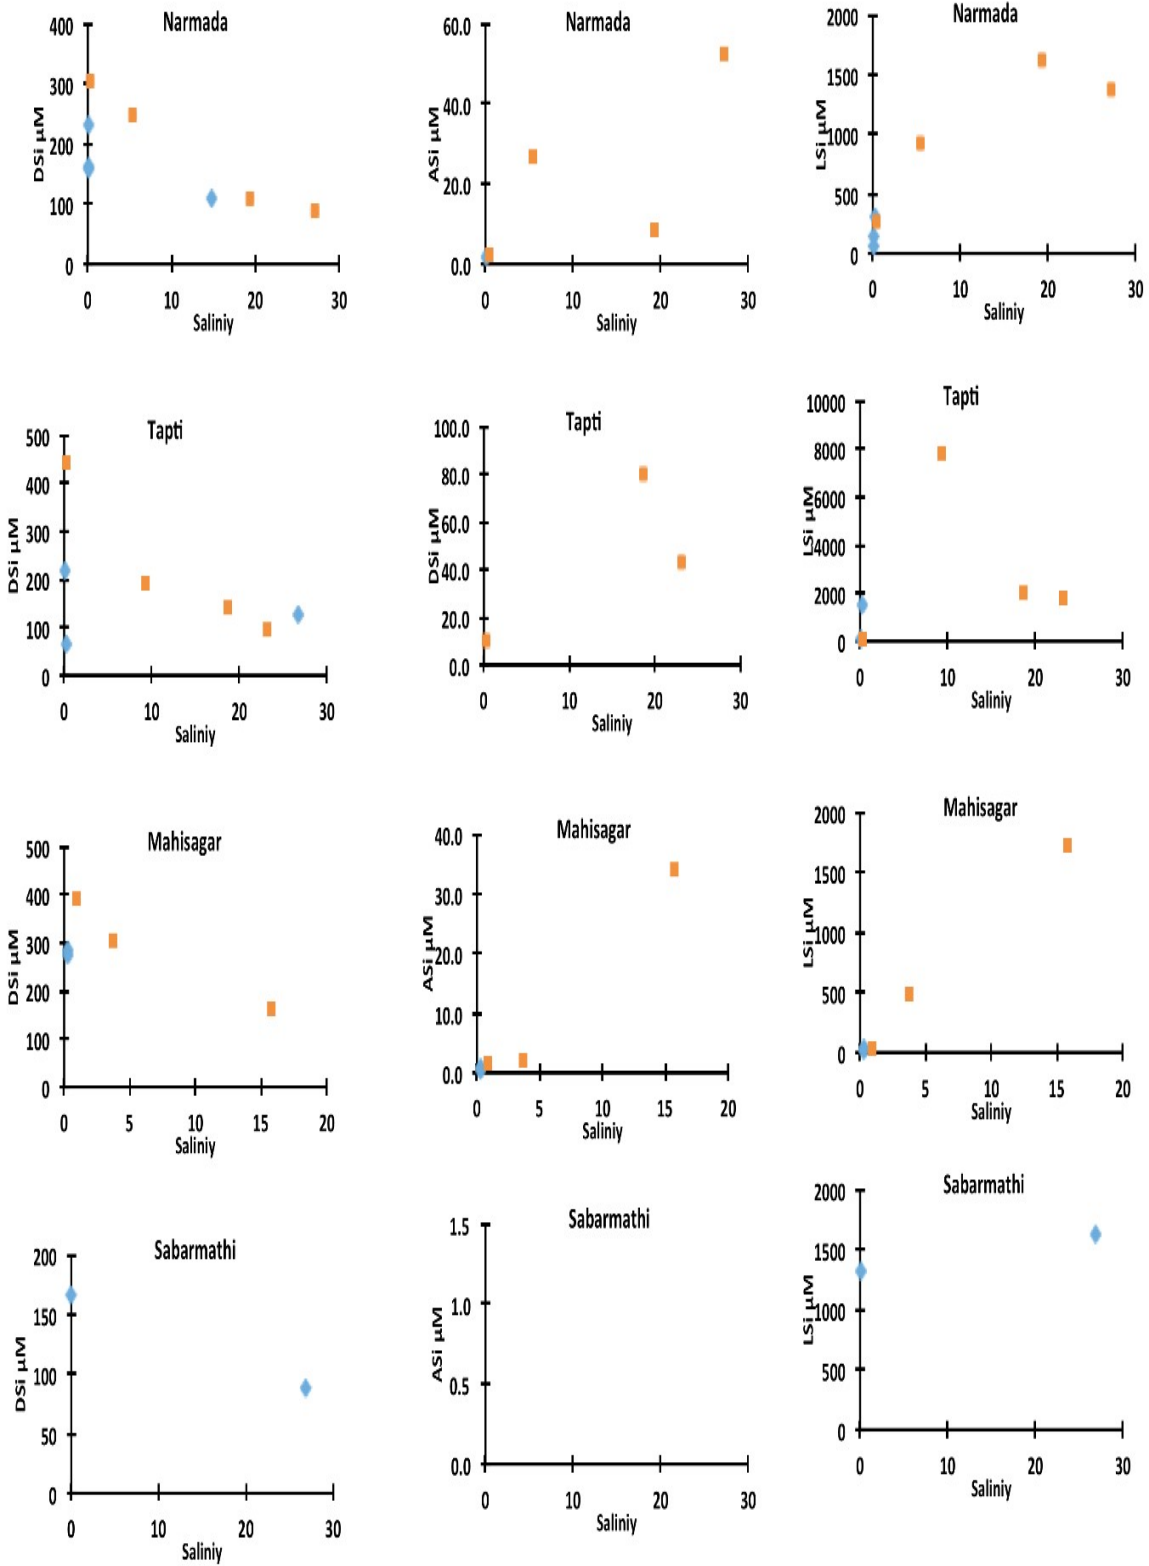 Narmada
400
300
200
100
0
DSi µM
0 10 20 30
Saliniy
Narmada
60.0
40.0
20.0
0.0
ASi µM
0 10 20 30
Saliniy
Narmada
2000
1500
1000
500
0
LSi µM
0 10 20 30
Saliniy
Tapti
500
400
300
200
100
0
DSi µM
0 10 20 30
Saliniy
Tapti
100.0
80.0
60.0
40.0
20.0
0.0
DSi µM
0 10 20 30
Saliniy
Tapti
10000
8000
6000
4000
2000
0
LSi µM
0 10 20 30
Saliniy
Mahisagar
500
400
300
200
100
0
DSi µM
0 5 10 15 20
Saliniy
Mahisagar
40.0
30.0
20.0
10.0
0.0
ASi µM
0 5 10 15 20
Saliniy
Mahisagar
2000
1500
1000
500
0
LSi µM
0 5 10 15 20
Saliniy
Sabarmathi
200
150
100
50
0
DSi µM
0 10 20 30
Saliniy
Sabarmathi
1.5
1.0
0.5
0.0
ASi µM
0 10 20 30
Saliniy
Sabarmathi
2000
1500
1000
500
0
LSi µM
0 10 20 30
Saliniy